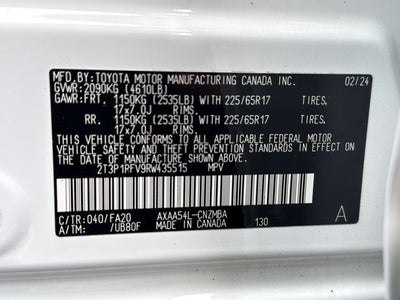 MFD.BY:TOYOTA MOTOR MANUFACTURING CANADA INC. 02/24
GVWR:2090KG (4610LB)
GAWR:FRT. 1150KG (2535LB) WITH 225/65R17 TIRES,
17x7.0J RIMS
RR. 1150KG (2535LB) WITH 225/65R17 TIRES,
17x7.0J
THIS VEHICLE CONFORMS TO ALL APPLICABLE FEDERAL MOTOR
VEHICLE SAFETY AND THEFT PREVENTION STANDARDS IN EFFECT
ON THE DATE OF MANUFACTURE SHOWN ABOVE.
2T3P1RFV9RW435515 MPV
C/TR:040/FA20 AXAA54L-CNZMBA
A/TM: /UB80F MADE IN CANADA 130 A